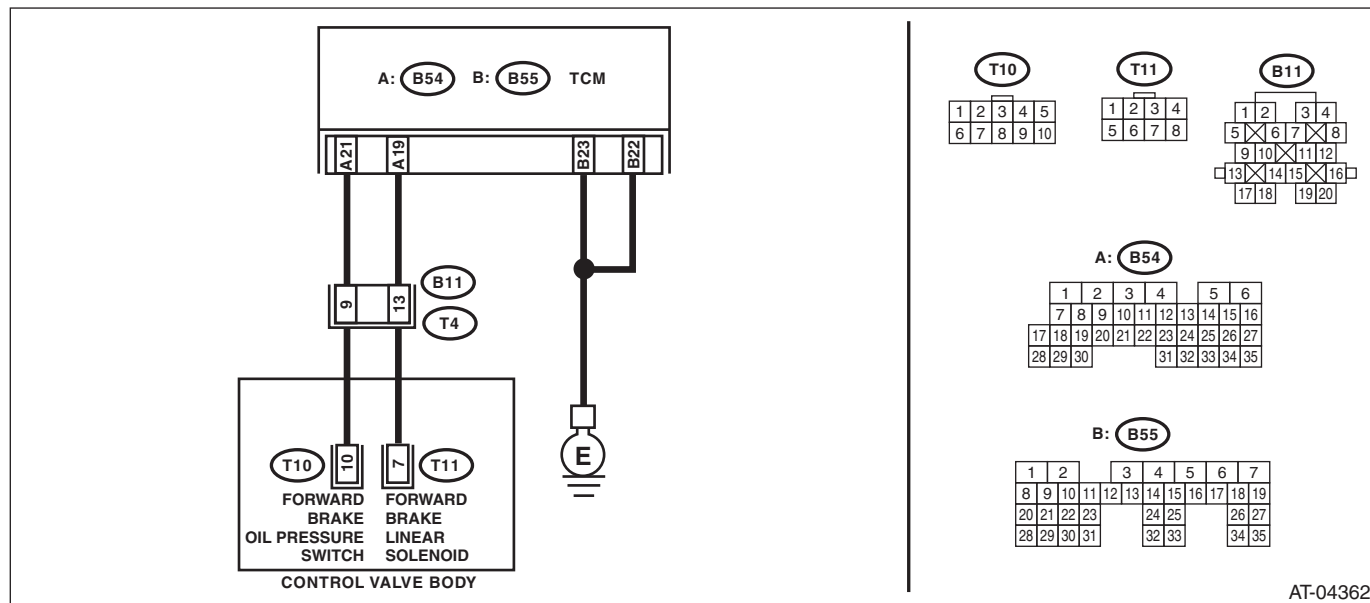 A: B54 B: B55 TCM
A21 A19 B23 B22
B11
9 13
T4
T10 10 7 T11
E
FORWARD FORWARD
BRAKE BRAKE
OIL PRESSURE LINEAR
SWITCH SOLENOID
CONTROL VALVE BODY
T10
1 2 3 4 5
6 7 8 9 10
T11
1 2 3 4
5 6 7 8
B11
1 2 3 4
5 6 7 8
9 10 11 12
13 14 15 16
17 18 19 20
A: B54
1 2 3 4 5 6
7 8 9 10 11 12 13 14 15 16
17 18 19 20 21 22 23 24 25 26 27
28 29 30 31 32 33 34 35
B: B55
1 2 3 4 5 6 7
8 9 10 11 12 13 14 15 16 17 18 19
20 21 22 23 24 25 26 27
28 29 30 31 32 33 34 35
AT-04362